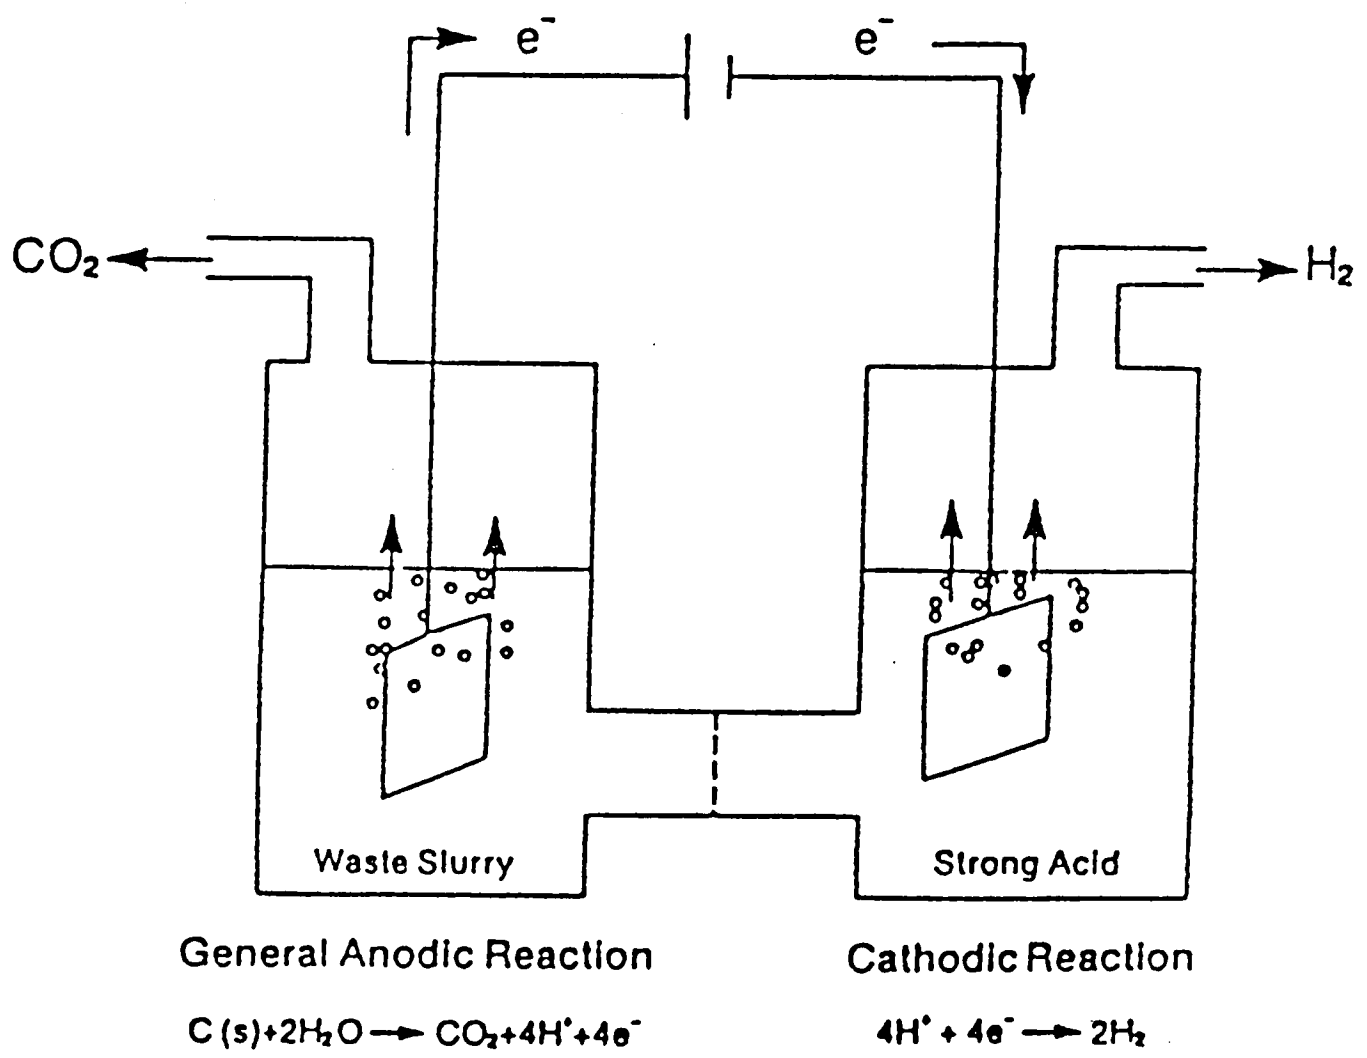 e⁻ e⁻
CO₂ H₂
Waste Slurry Strong Acid
General Anodic Reaction Cathodic Reaction
C(s)+2H₂O → CO₂+4H⁺+4e⁻ 4H⁺ + 4e⁻ → 2H₂